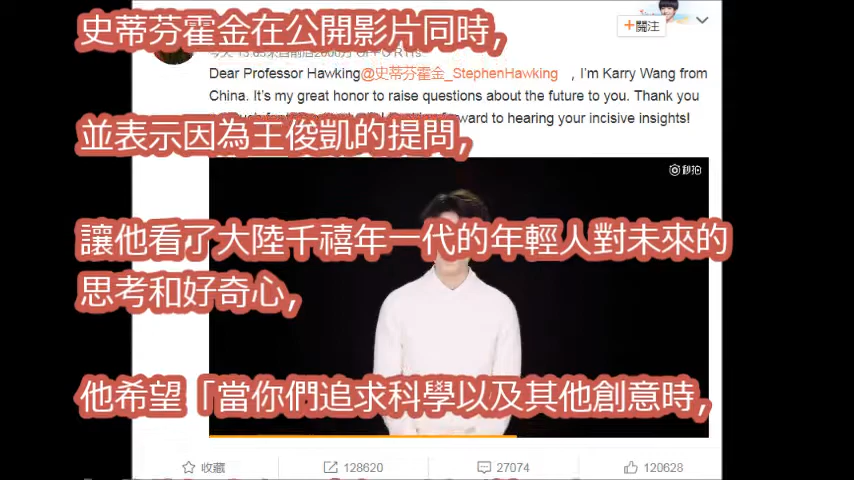 史蒂芬霍金在公開影片同時,
+關注
Dear Professor Hawking@史蒂芬霍金_StephenHawking , I'm Karry Wang from
China. It's my great honor to raise questions about the future to you. Thank you
forward to hearing your incisive insights!
並表示因為王俊凱的提問,
秒拍
讓他看了大陸千禧年一代的年輕人對未來的
思考和好奇心,
他希望「當你們追求科學以及其他創意時,
收藏 128620 27074 120628